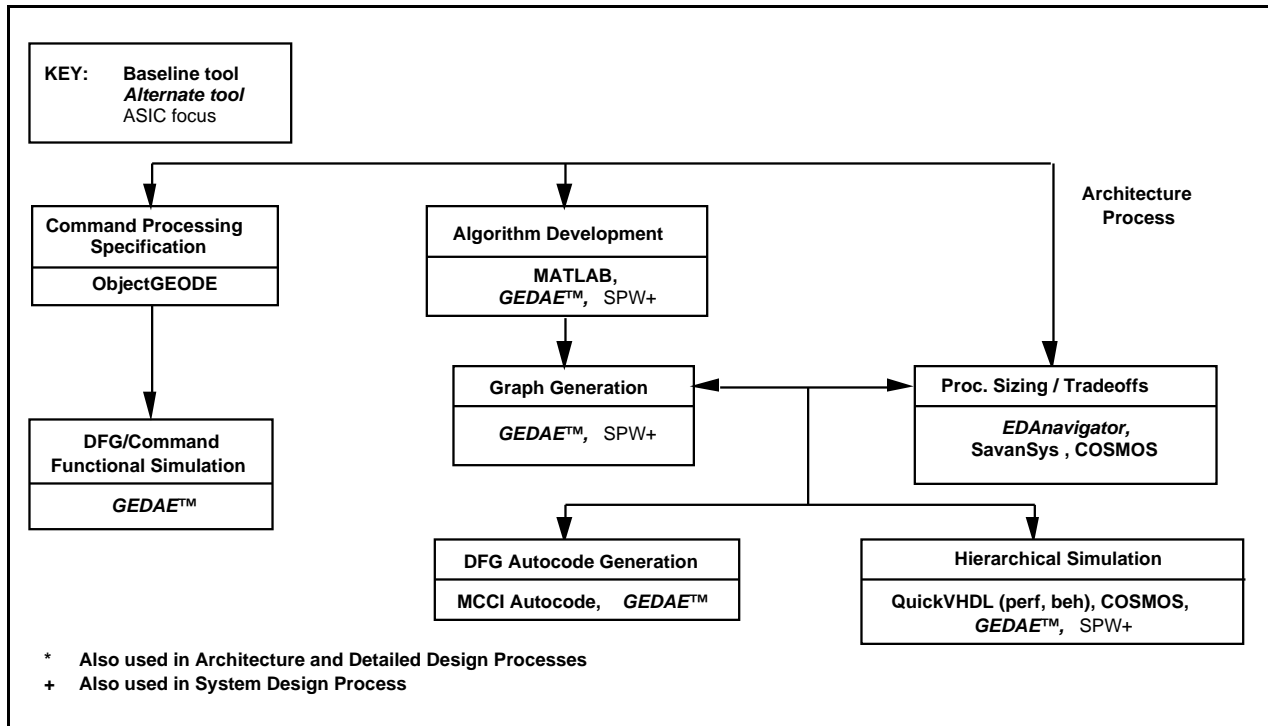 KEY: Baseline tool
Alternate tool
ASIC focus
Architecture
Process
Command Processing
Specification
ObjectGEODE
Algorithm Development
MATLAB,
GEDAE™, SPW+
Graph Generation
GEDAE™, SPW+
Proc. Sizing / Tradeoffs
EDAnavigator,
SavanSys , COSMOS
DFG/Command
Functional Simulation
GEDAE™
DFG Autocode Generation
MCCI Autocode, GEDAE™
Hierarchical Simulation
QuickVHDL (perf, beh), COSMOS,
GEDAE™, SPW+
* Also used in Architecture and Detailed Design Processes
+ Also used in System Design Process